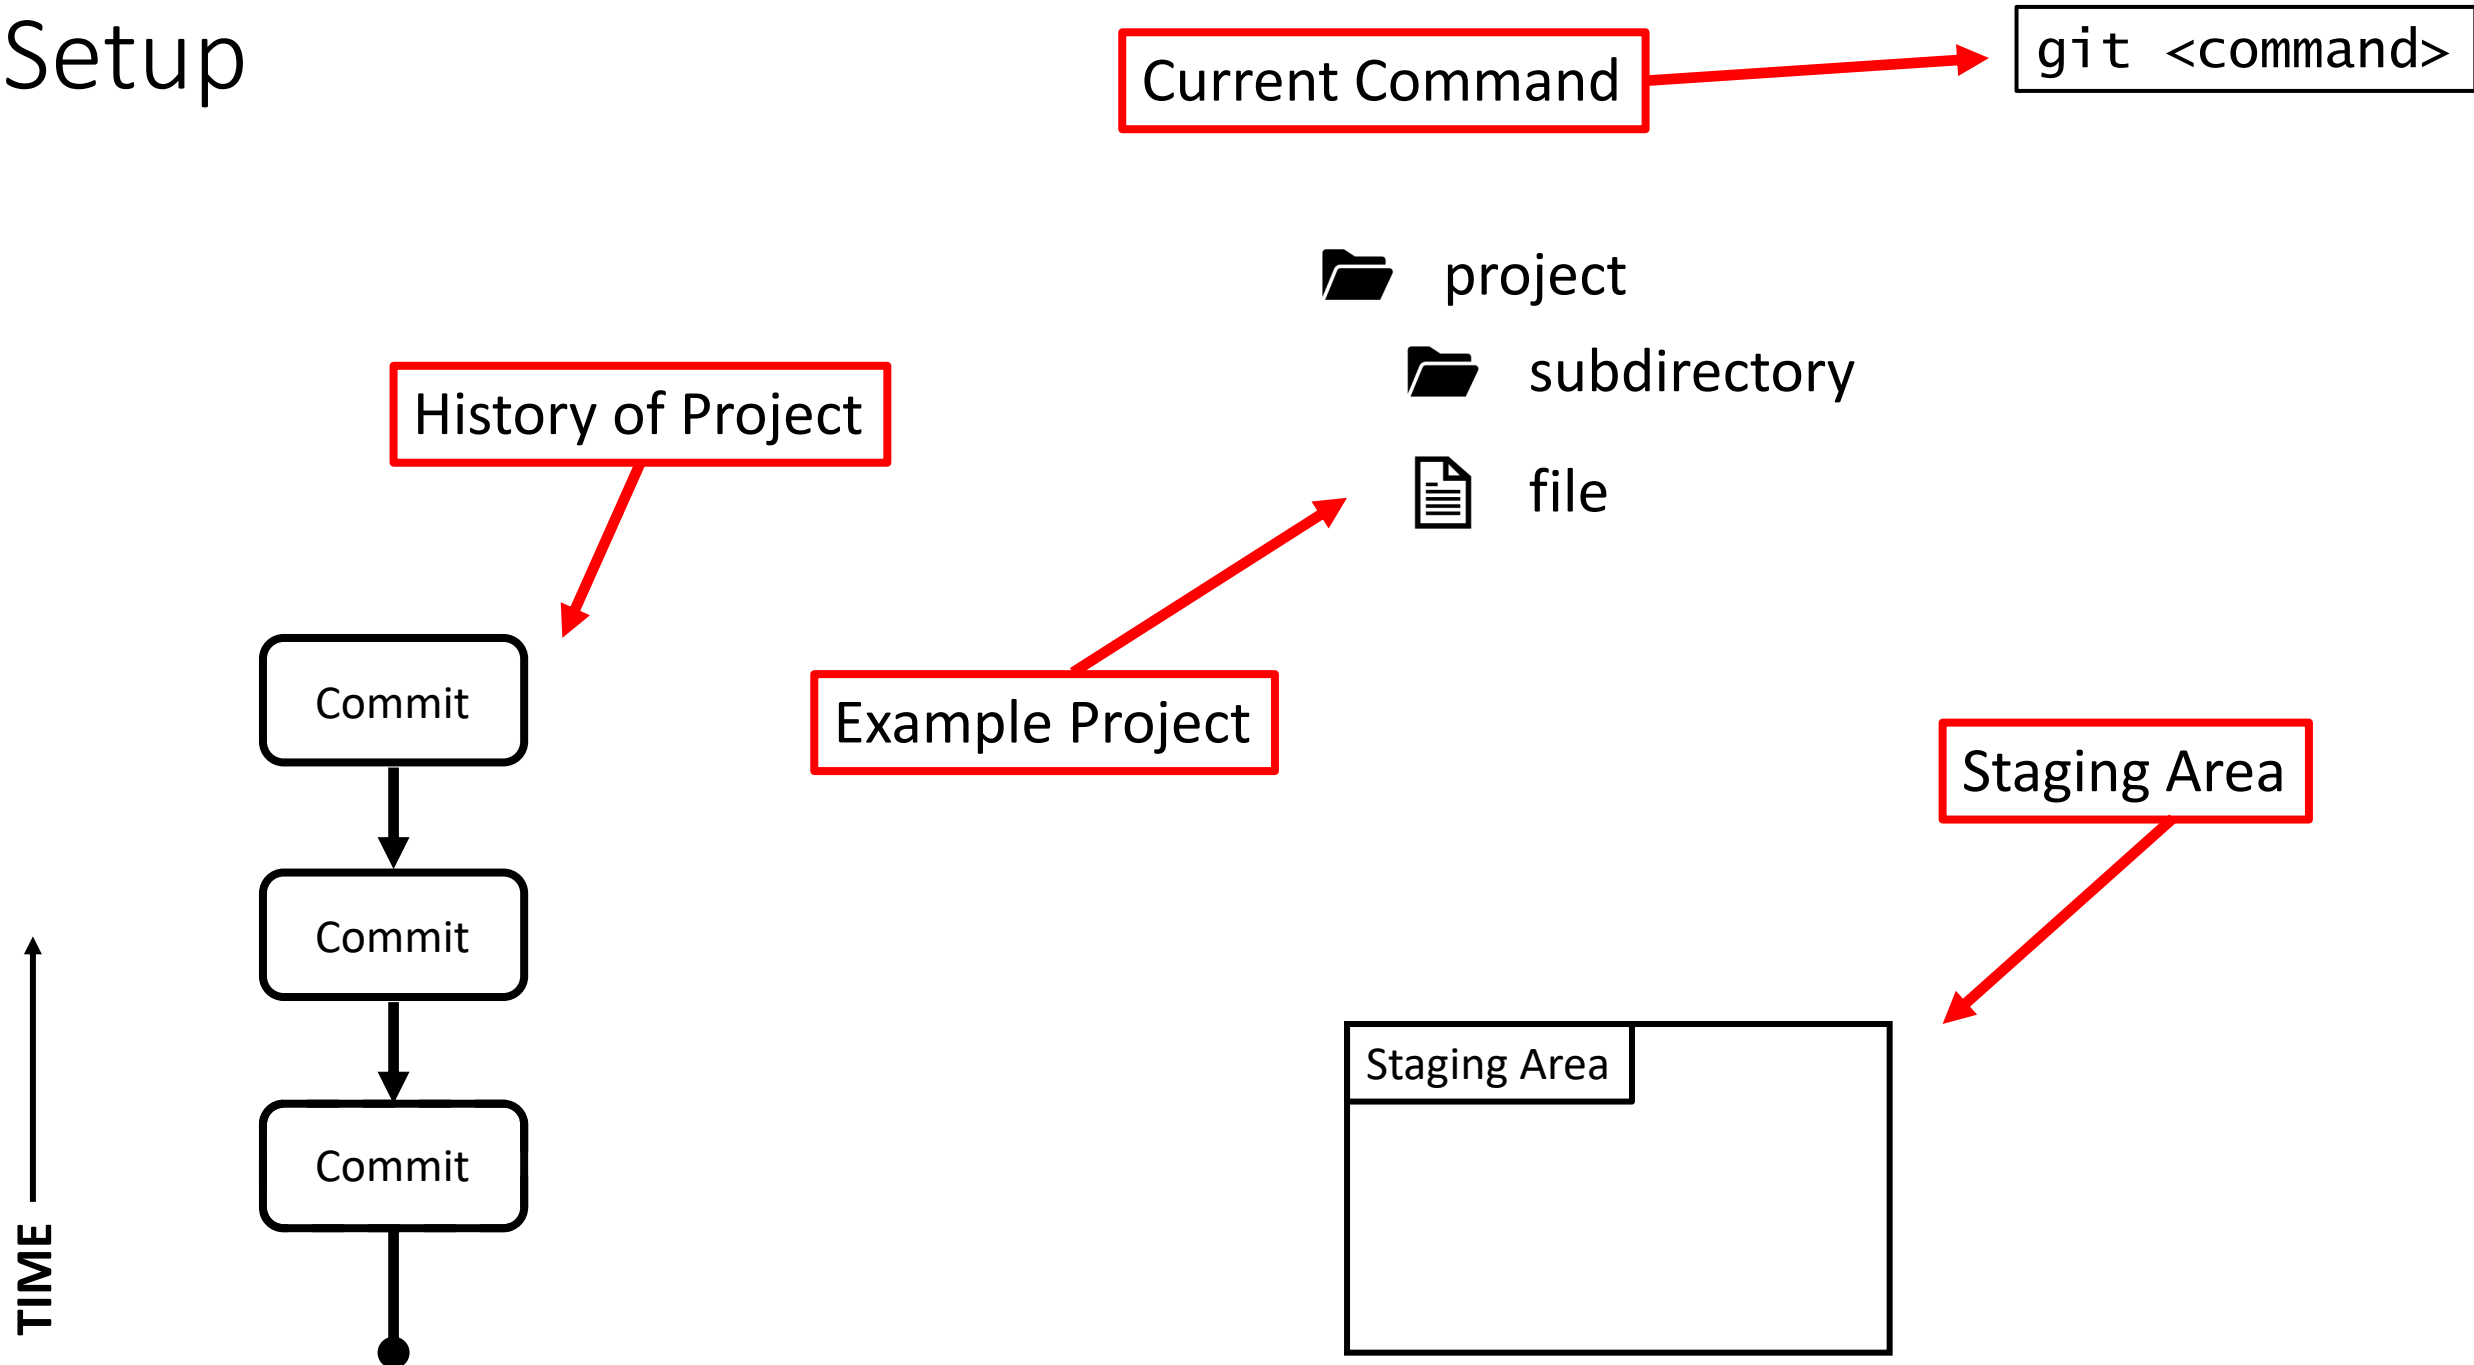 Setup
Current Command
git <command>
project
subdirectory
file
History of Project
Example Project
Staging Area
Commit
Commit
Commit
Staging Area
TIME